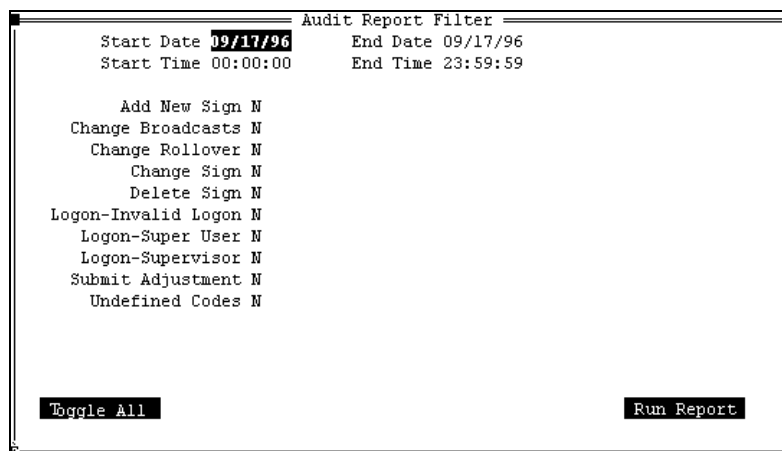 Audit Report Filter
Start Date 09/17/96 End Date 09/17/96
Start Time 00:00:00 End Time 23:59:59
Add New Sign N
Change Broadcasts N
Change Rollover N
Change Sign N
Delete Sign N
Logon-Invalid Logon N
Logon-Super User N
Logon-Supervisor N
Submit Adjustment N
Undefined Codes N
Toggle All Run Report